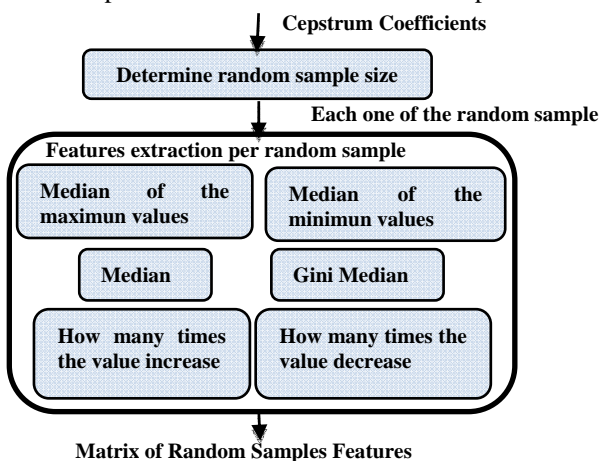 Cepstrum Coefficients
Determine random sample size
Each one of the random sample
Features extraction per random sample
Median of the
maximun values
Median of the
minimun values
Median
Gini Median
How many times
the value increase
How many times the
value decrease
Matrix of Random Samples Features